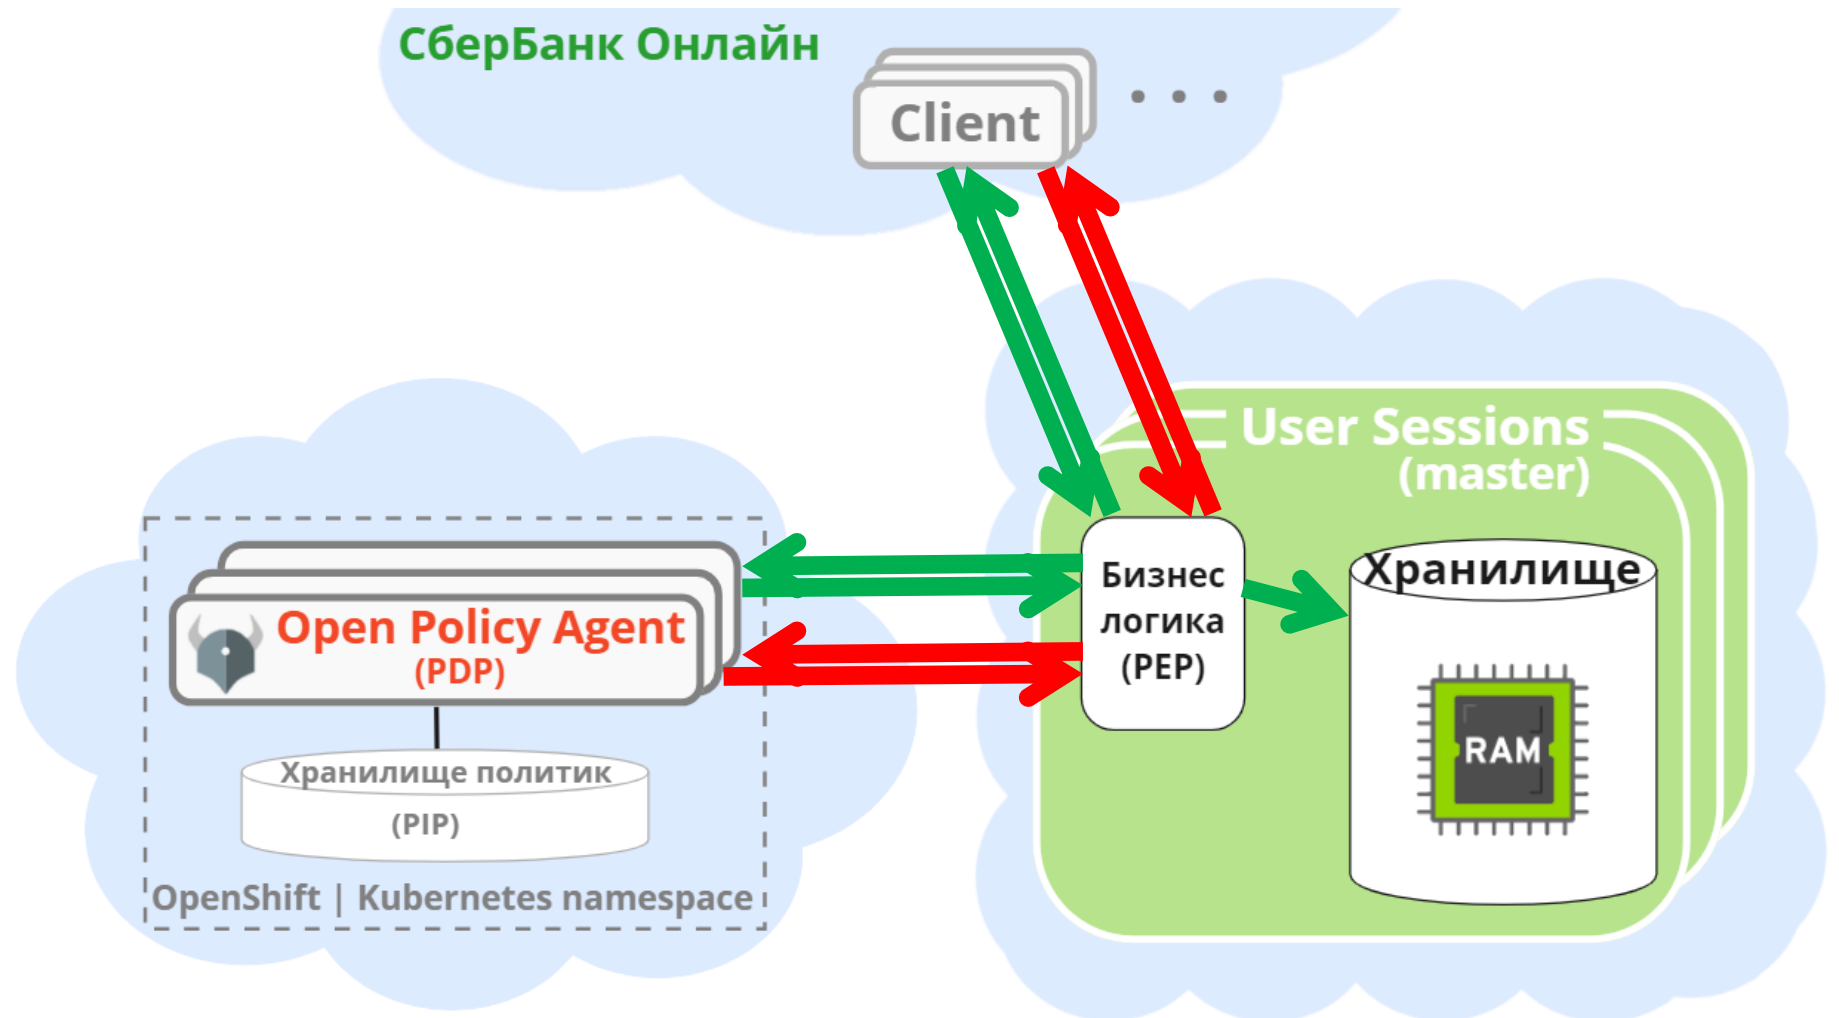 СберБанк Онлайн
Client
. . .
User Sessions
(master)
Бизнес
логика
(PEP)
Хранилище
RAM
Open Policy Agent
(PDP)
Хранилище политик
(PIP)
OpenShift | Kubernetes namespace